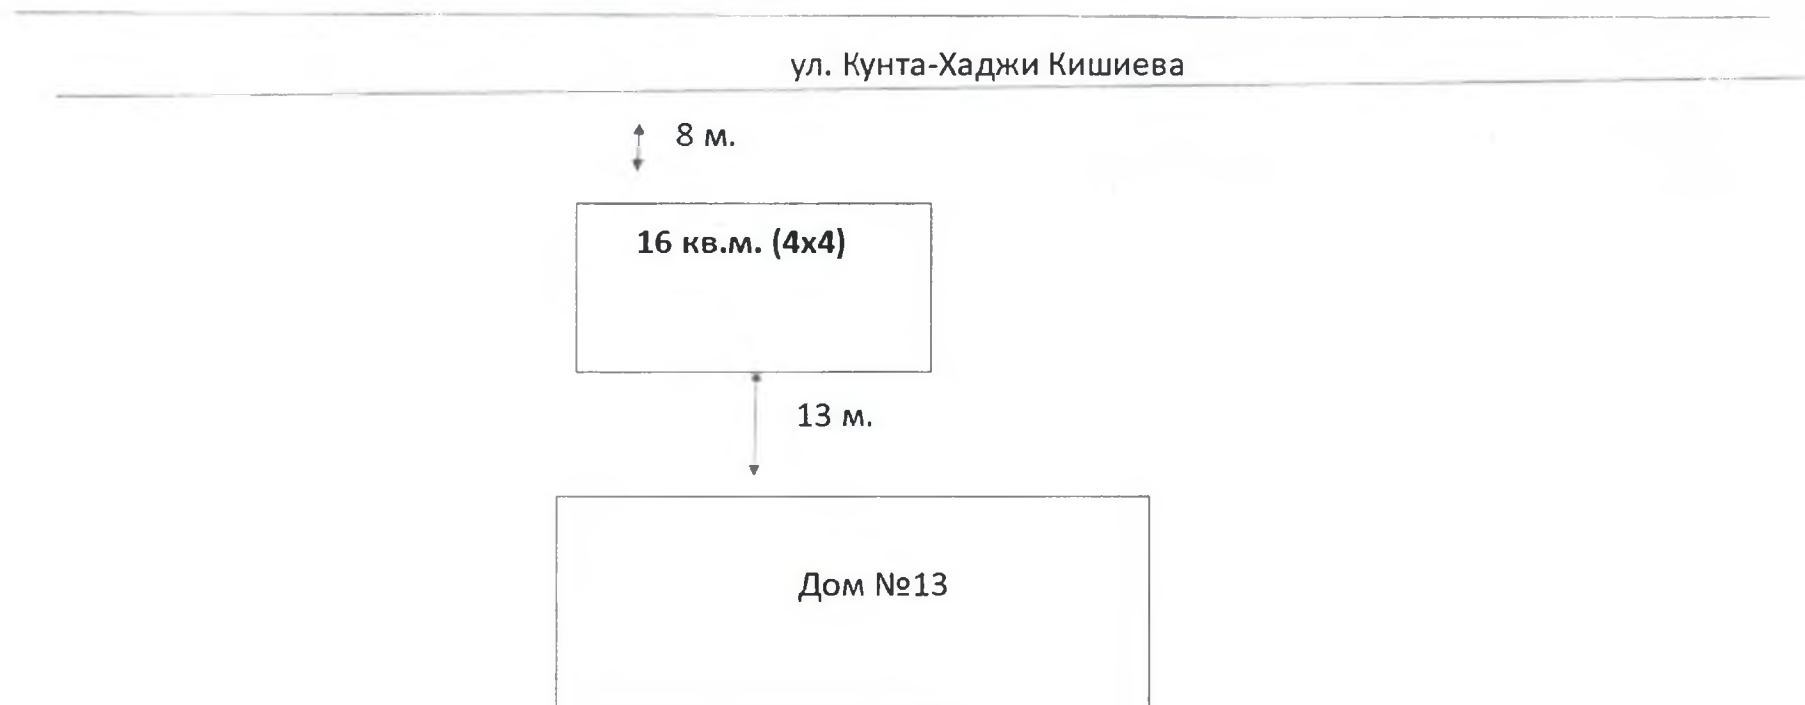 ул. Кунта-Хаджи Кишиева
8 м.
16 кв.м. (4х4)
13 м.
Дом №13